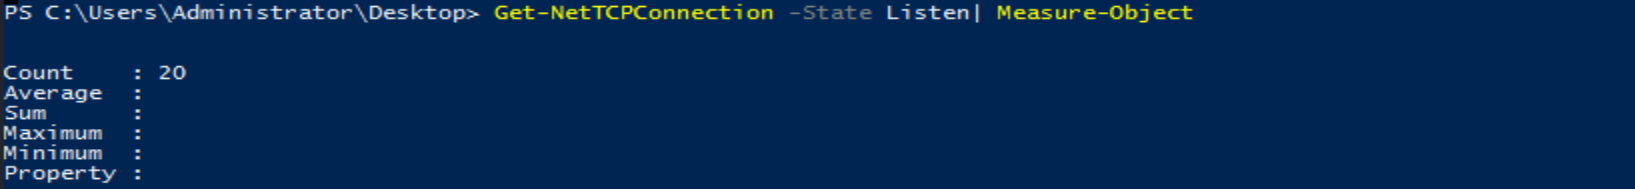 PS C:\Users\Administrator\Desktop> Get-NetTCPConnection -State Listen| Measure-Object
Count    : 20
Average  :
Sum      :
Maximum  :
Minimum  :
Property :